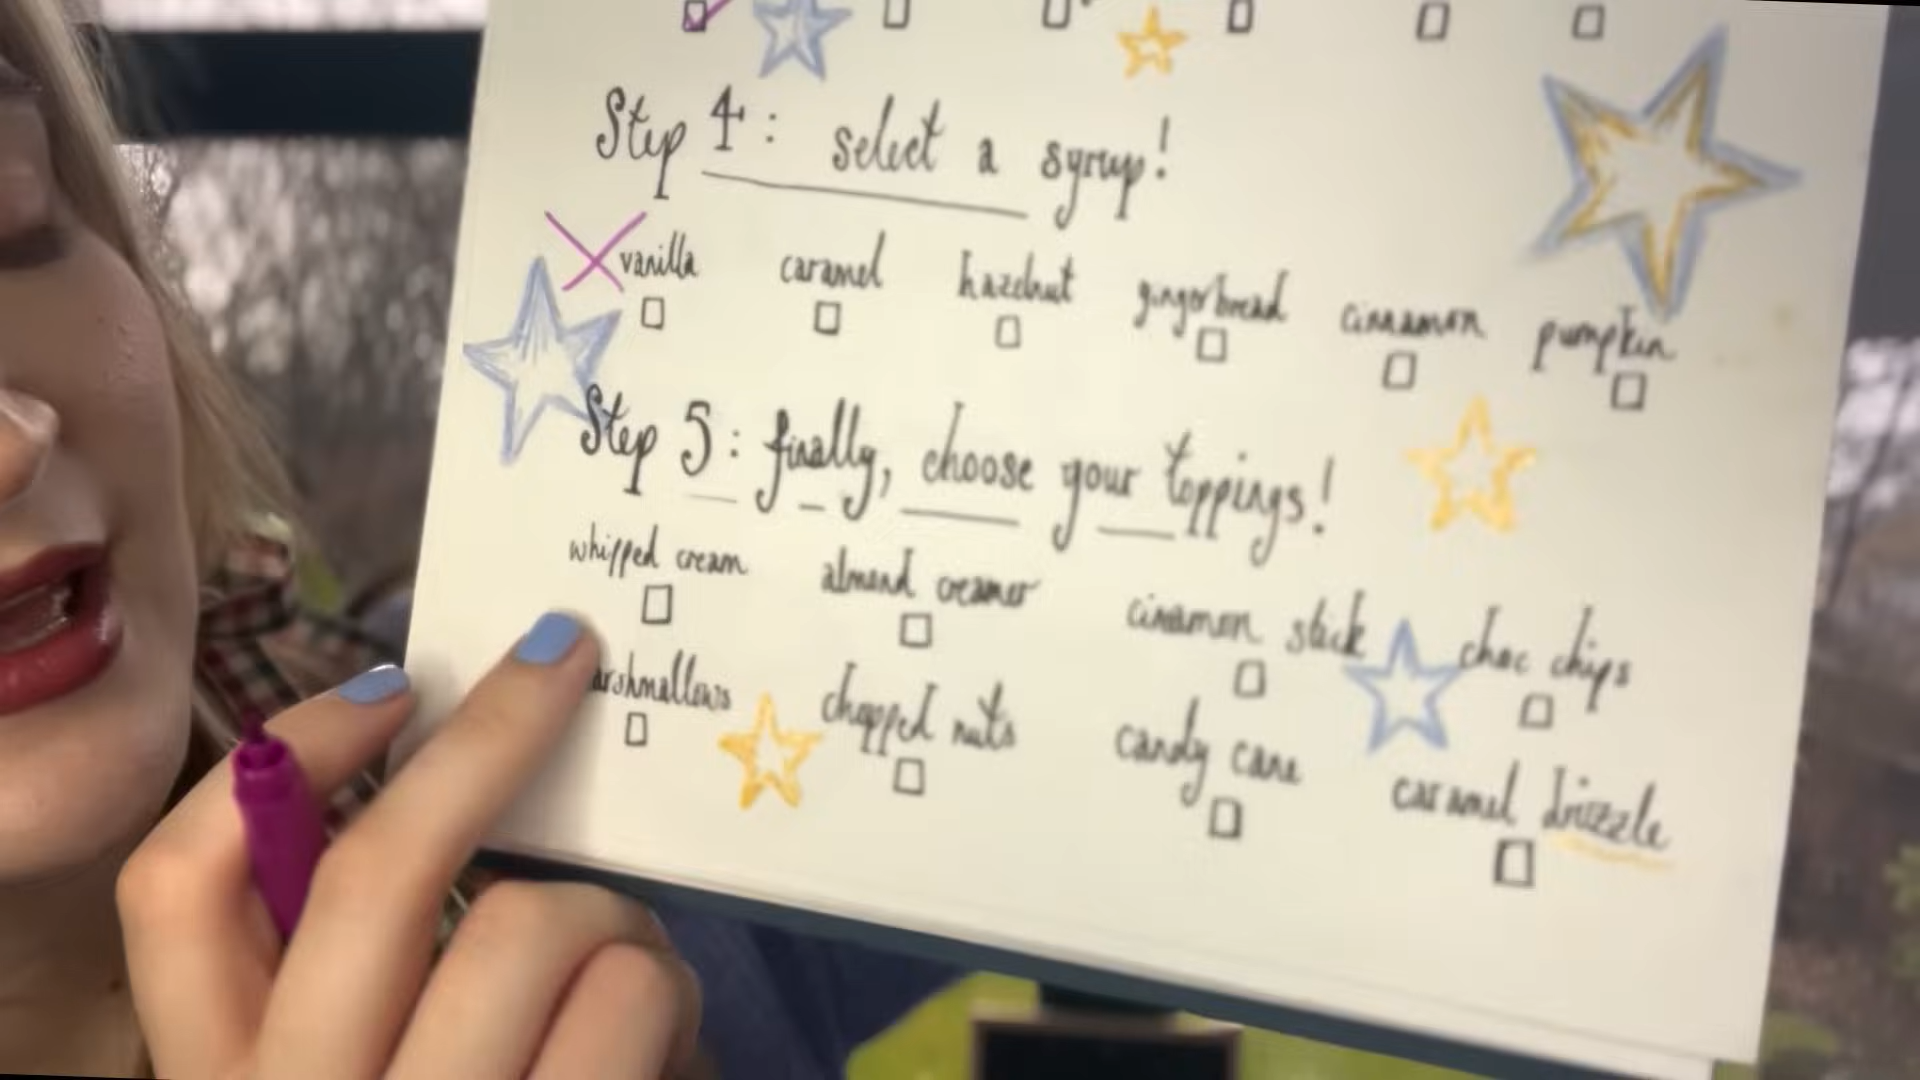 Step 4: select a syrup!
vanilla caramel hazelnut gingerbread cinnamon pumpkin
Step 5: finally, choose your toppings!
whipped cream almond creamer cinnamon stick choc chips
arshmallows chopped nuts candy cane caramel drizzle